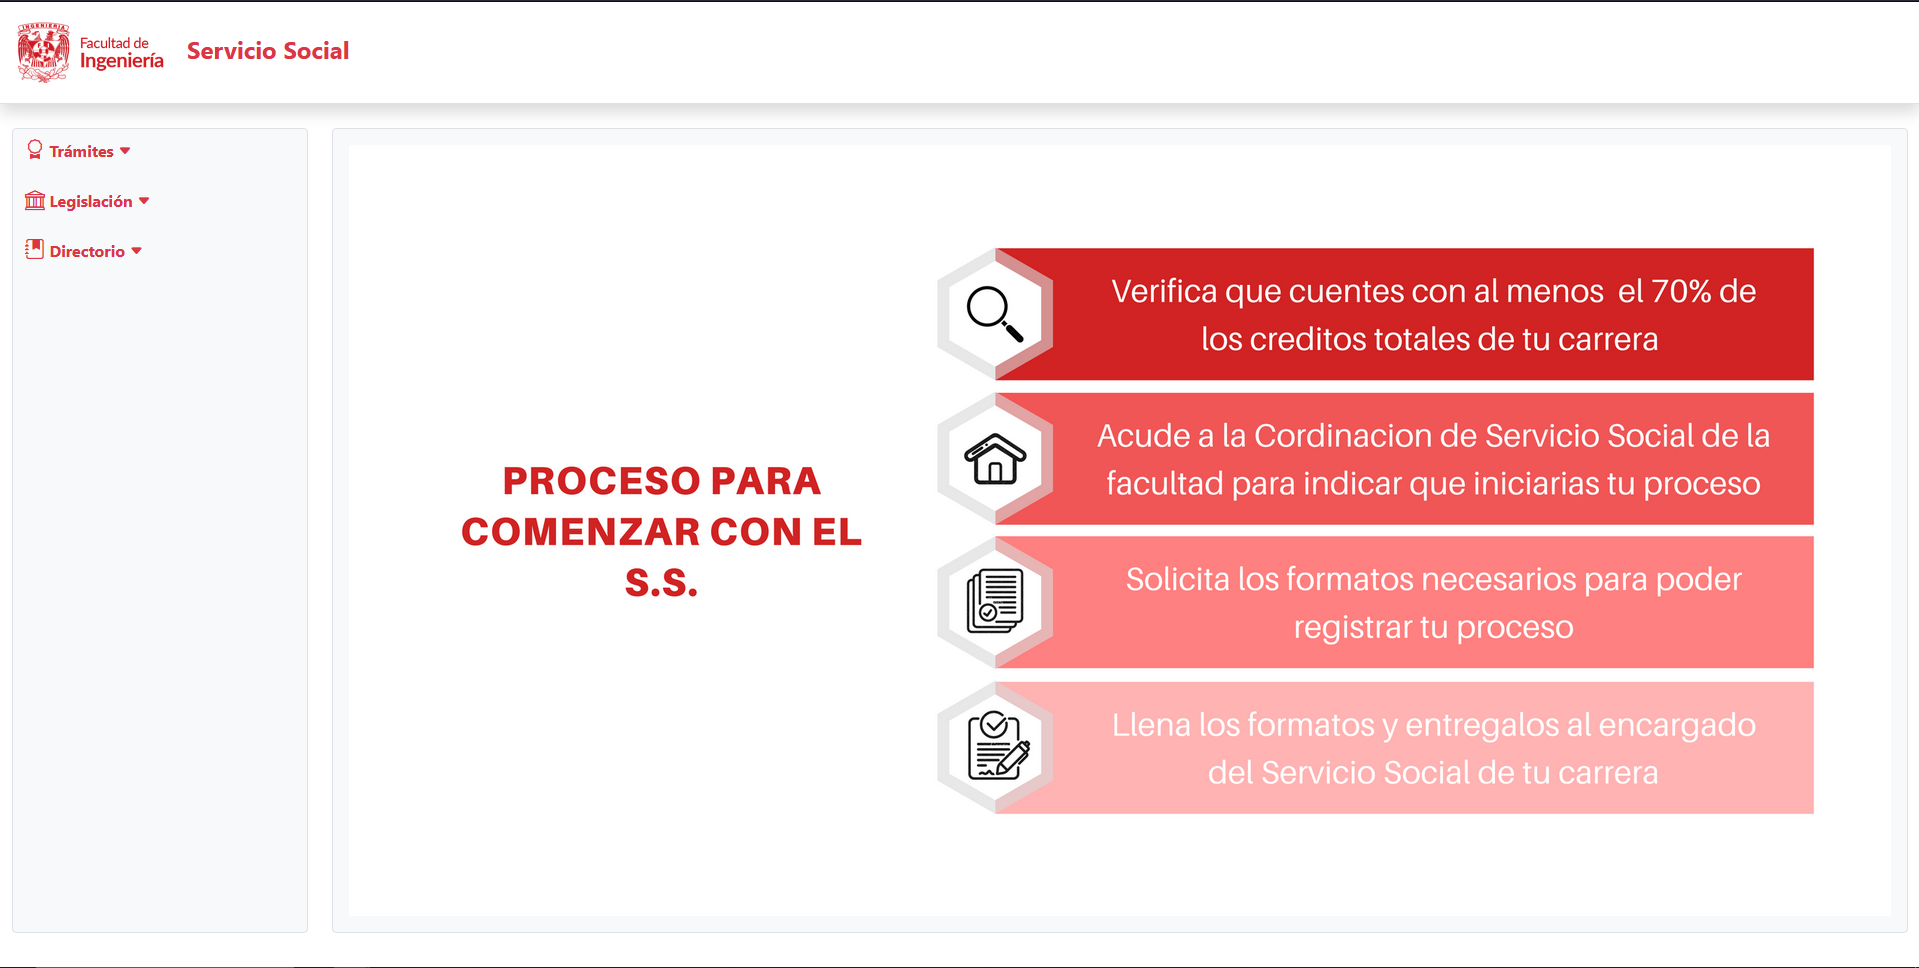 INGENIERIA
Facultad de
Ingeniería
Servicio Social
Trámites
Legislación
Directorio
PROCESO PARA
COMENZAR CON EL
S.S.
Verifica que cuentes con al menos  el 70% de
los creditos totales de tu carrera
Acude a la Cordinacion de Servicio Social de la
facultad para indicar que iniciarias tu proceso
Solicita los formatos necesarios para poder
registrar tu proceso
Llena los formatos y entregalos al encargado
del Servicio Social de tu carrera